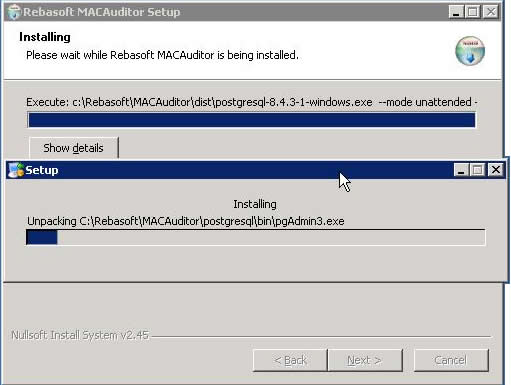 Rebasoft MACAuditor Setup
Installing
Please wait while Rebasoft MACAuditor is being installed.
Execute: c:\Rebasoft\MACAuditor\dist\postgresql-8.4.3-1-windows.exe --mode unattended -
Show details
Setup
Installing
Unpacking C:\Rebasoft\MACAuditor\postgresql\bin\pgAdmin3.exe
Nullsoft Install System v2.45
< Back Next > Cancel